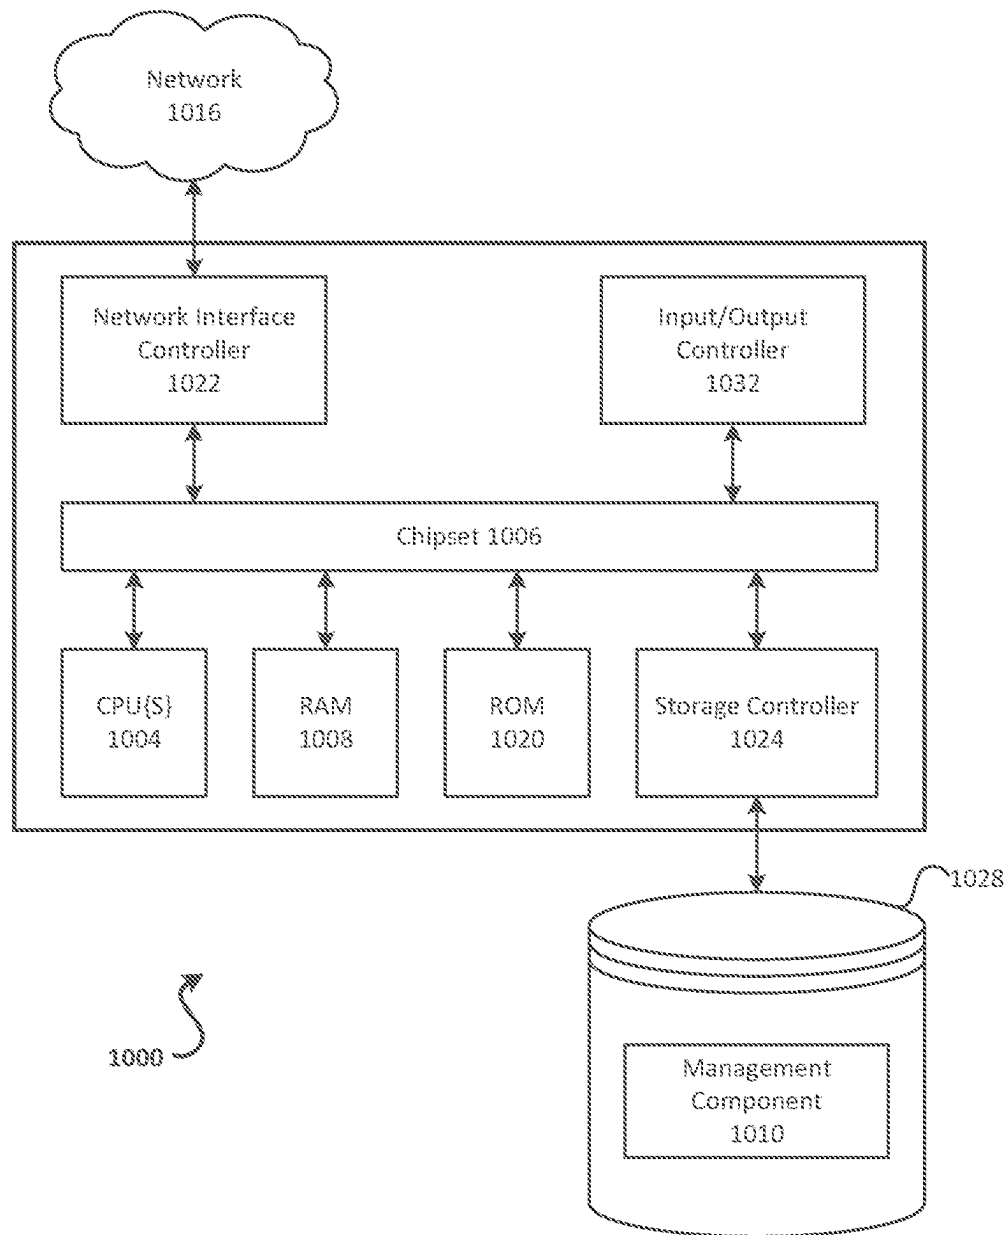 Network
1016
Network Interface
Controller
1022
Input/Output
Controller
1032
Chipset 1006
CPU{S}
1004
RAM
1008
ROM
1020
Storage Controller
1024
1028
1000
Management
Component
1010